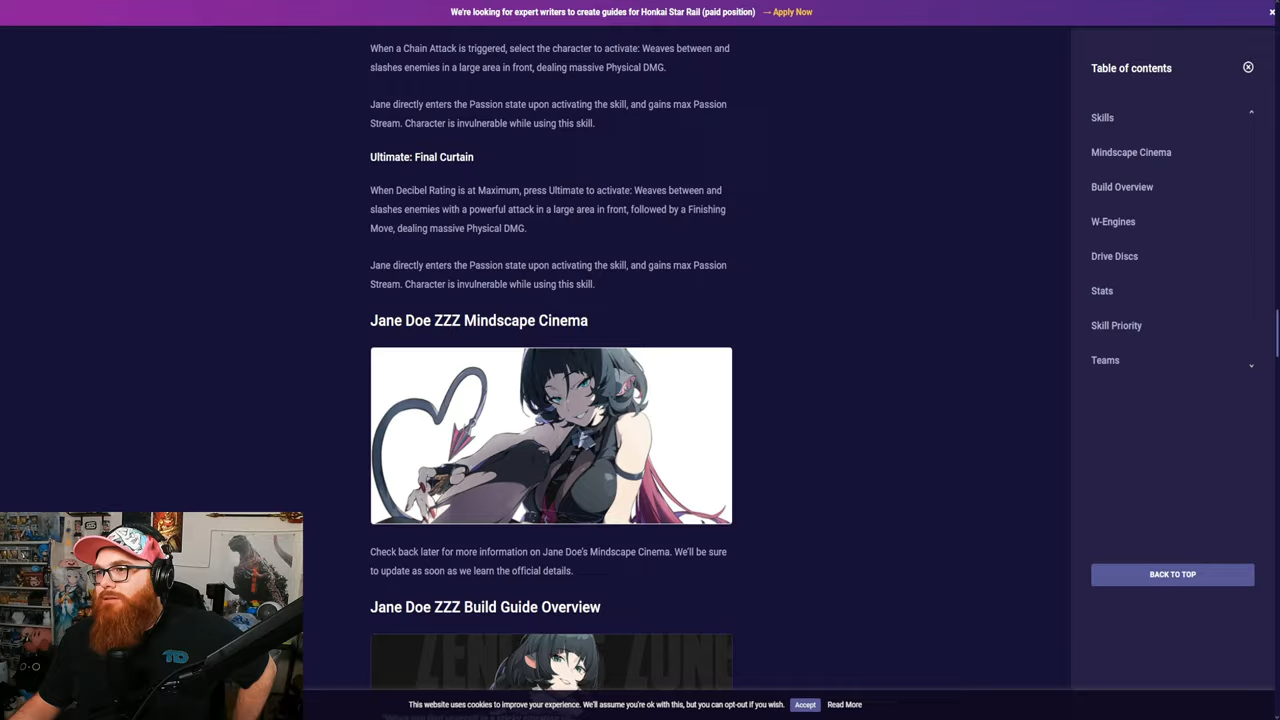 We're looking for expert writers to create guides for Honkai Star Rail (paid position) → Apply Now
×
When a Chain Attack is triggered, select the character to activate: Weaves between and
slashes enemies in a large area in front, dealing massive Physical DMG.
Jane directly enters the Passion state upon activating the skill, and gains max Passion
Stream. Character is invulnerable while using this skill.
Ultimate: Final Curtain
When Decibel Rating is at Maximum, press Ultimate to activate: Weaves between and
slashes enemies with a powerful attack in a large area in front, followed by a Finishing
Move, dealing massive Physical DMG.
Jane directly enters the Passion state upon activating the skill, and gains max Passion
Stream. Character is invulnerable while using this skill.
Jane Doe ZZZ Mindscape Cinema
Check back later for more information on Jane Doe's Mindscape Cinema. We'll be sure
to update as soon as we learn the official details.
Jane Doe ZZZ Build Guide Overview
ZEN
S ZUN
Table of contents
Skills
Mindscape Cinema
Build Overview
W-Engines
Drive Discs
Stats
Skill Priority
Teams
BACK TO TOP
TD
This website uses cookies to improve your experience. We'll assume you're ok with this, but you can opt-out if you wish. Accept Read More